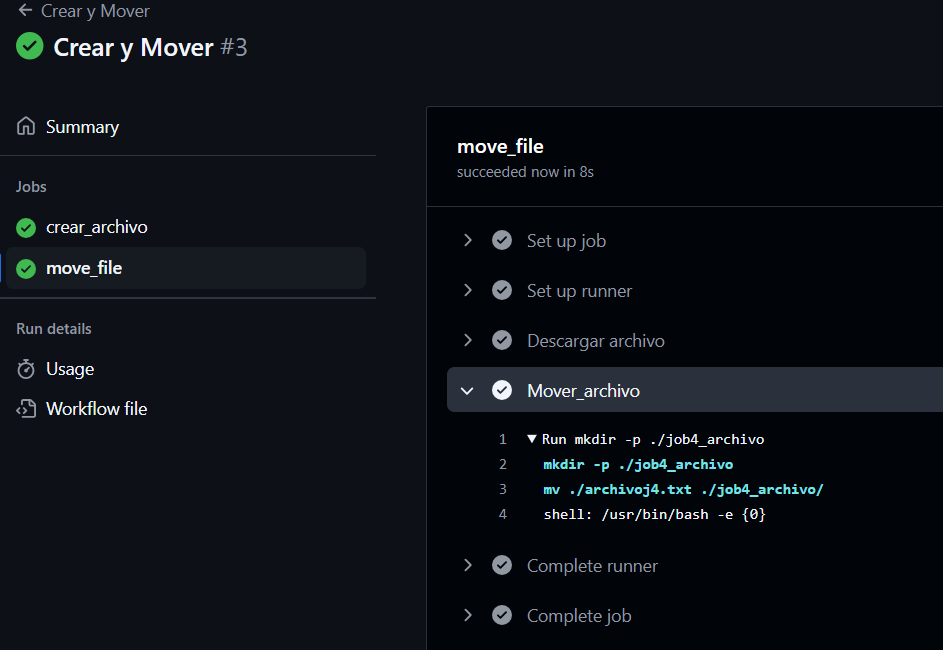 Crear y Mover
Crear y Mover #3
Summary
Jobs
crear_archivo
move_file
Run details
Usage
Workflow file
move_file
succeeded now in 8s
Set up job
Set up runner
Descargar archivo
Mover_archivo
1 Run mkdir -p ./job4_archivo
2 mkdir -p ./job4_archivo
3 mv ./archivoj4.txt ./job4_archivo/
4 shell: /usr/bin/bash -e {0}
Complete runner
Complete job